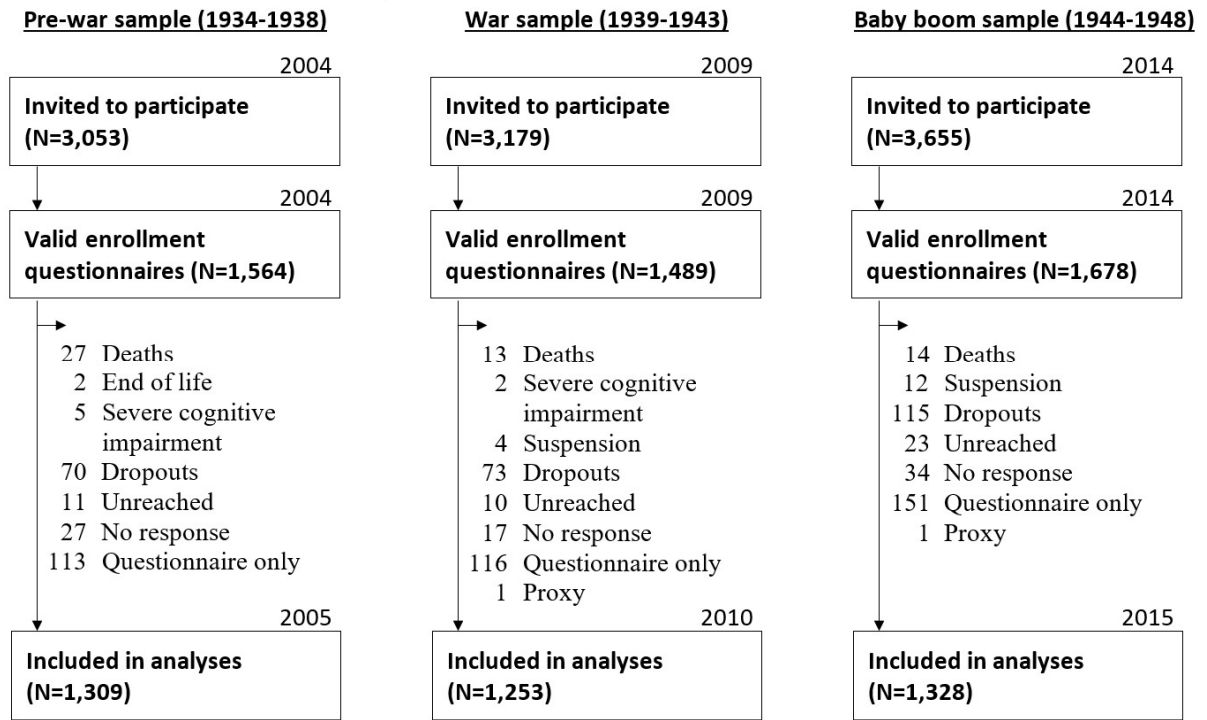 Pre-war sample (1934-1938)
2004
Invited to participate
(N=3,053)
2004
Valid enrollment
questionnaires (N=1,564)
27 Deaths
2 End of life
5 Severe cognitive
impairment
70 Dropouts
11 Unreached
27 No response
113 Questionnaire only
2005
Included in analyses
(N=1,309)
War sample (1939-1943)
2009
Invited to participate
(N=3,179)
2009
Valid enrollment
questionnaires (N=1,489)
13 Deaths
2 Severe cognitive
impairment
4 Suspension
73 Dropouts
10 Unreached
17 No response
116 Questionnaire only
1 Proxy
2010
Included in analyses
(N=1,253)
Baby boom sample (1944-1948)
2014
Invited to participate
(N=3,655)
2014
Valid enrollment
questionnaires (N=1,678)
14 Deaths
12 Suspension
115 Dropouts
23 Unreached
34 No response
151 Questionnaire only
1 Proxy
2015
Included in analyses
(N=1,328)